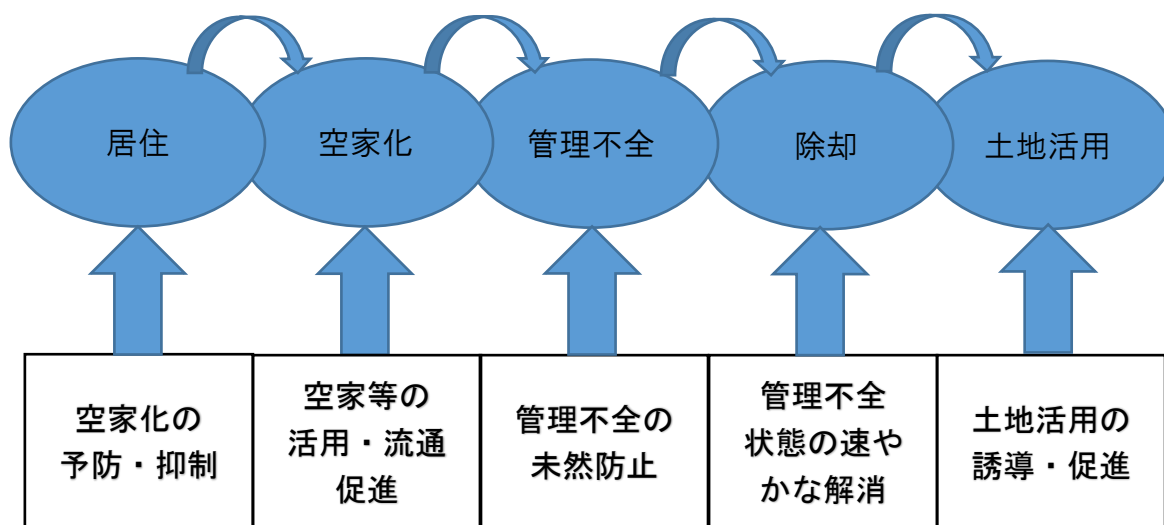 居住
空家化
管理不全
除却
土地活用
空家化の
予防・抑制
空家等の
活用・流通
促進
管理不全の
未然防止
管理不全
状態の速や
かな解消
土地活用の
誘導・促進